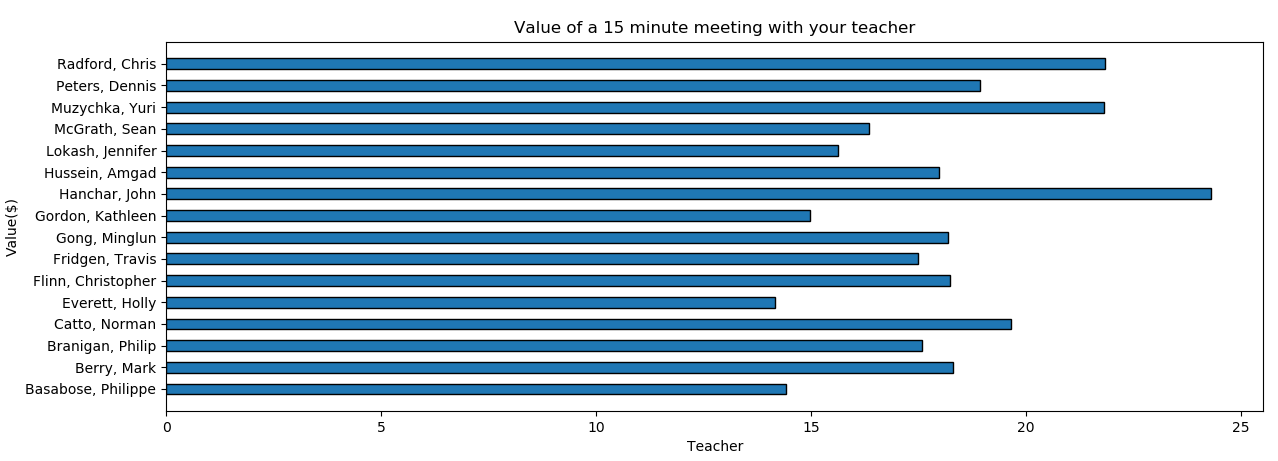 Value of a 15 minute meeting with your teacher
Radford, Chris
Peters, Dennis
Muzychka, Yuri
McGrath, Sean
Lokash, Jennifer
Hussein, Amgad
Hanchar, John
Gordon, Kathleen
Gong, Minglun
Fridgen, Travis
Flinn, Christopher
Everett, Holly
Catto, Norman
Branigan, Philip
Berry, Mark
Basabose, Philippe
Value($)
0 5 10 15 20 25
Teacher